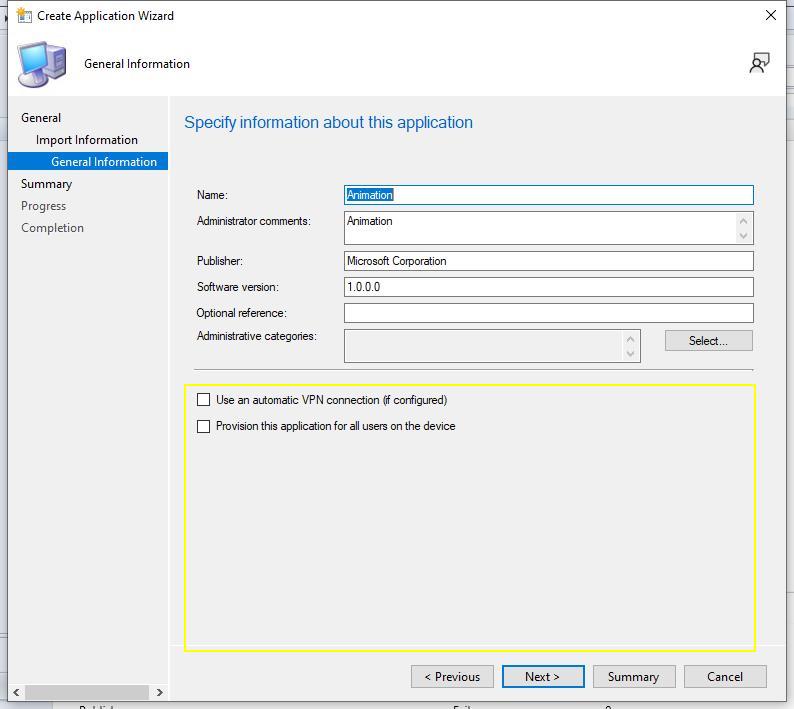 Create Application Wizard
General Information
General
Import Information
General Information
Summary
Progress
Completion
Specify information about this application
Name: Animation
Administrator comments: Animation
Publisher: Microsoft Corporation
Software version: 1.0.0.0
Optional reference:
Administrative categories: Select...
Use an automatic VPN connection (if configured)
Provision this application for all users on the device
< Previous Next > Summary Cancel